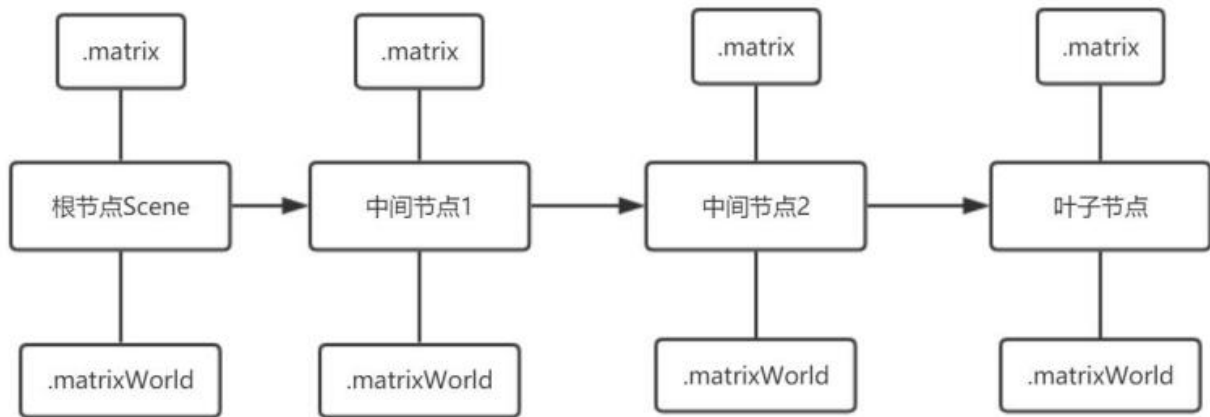 .matrix
.matrix
.matrix
.matrix
根节点Scene
中间节点1
中间节点2
叶子节点
.matrixWorld
.matrixWorld
.matrixWorld
.matrixWorld